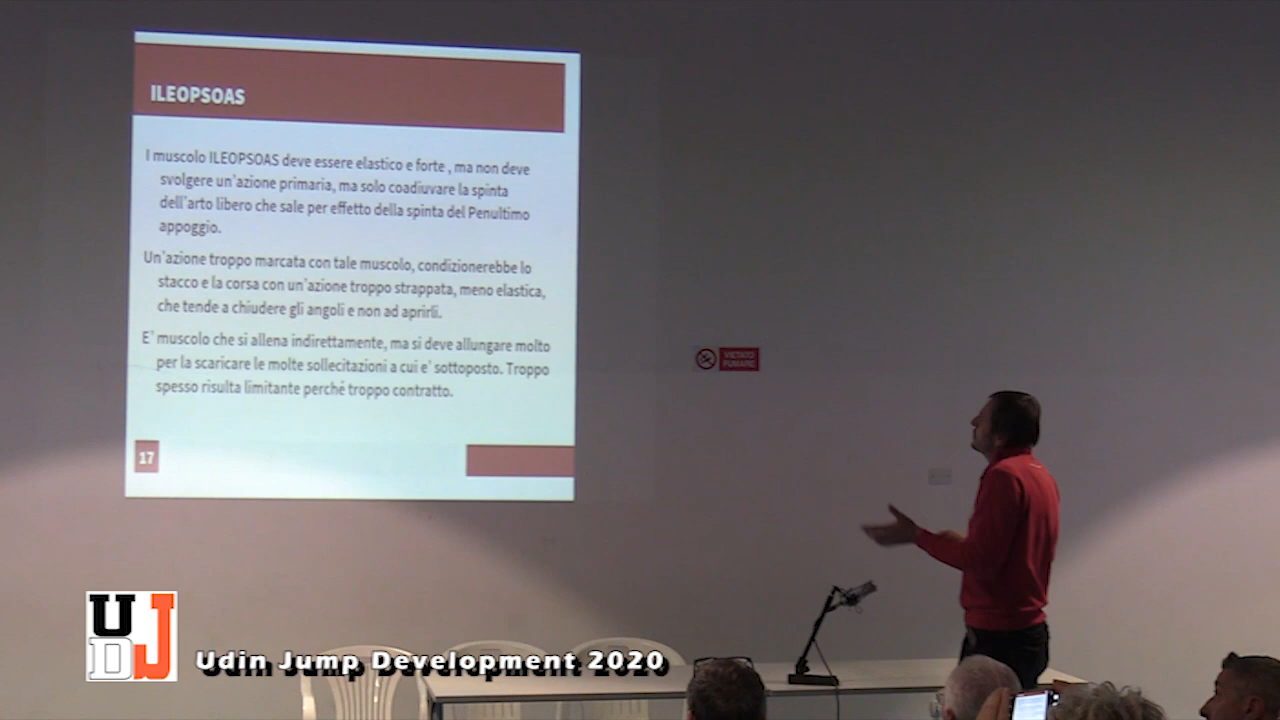 ILEOPSOAS
I muscolo ILEOPSOAS deve essere elastico e forte , ma non deve
svolgere un'azione primaria, ma solo coadiuvare la spinta
dell'arto libero che sale per effetto della spinta del Penultimo
appoggio.
Un'azione troppo marcata con tale muscolo, condizionerebbe lo
stacco e la corsa con un'azione troppo strappata, meno elastica,
che tende a chiudere gli angoli e non ad aprirli.
E' muscolo che si allena indirettamente, ma si deve allungare molto
per la scaricare le molte sollecitazioni a cui e' sottoposto. Troppo
spesso risulta limitante perché troppo contratto.
17
VIETATO
FUMARE
UJ
D
Udin Jump Development 2020